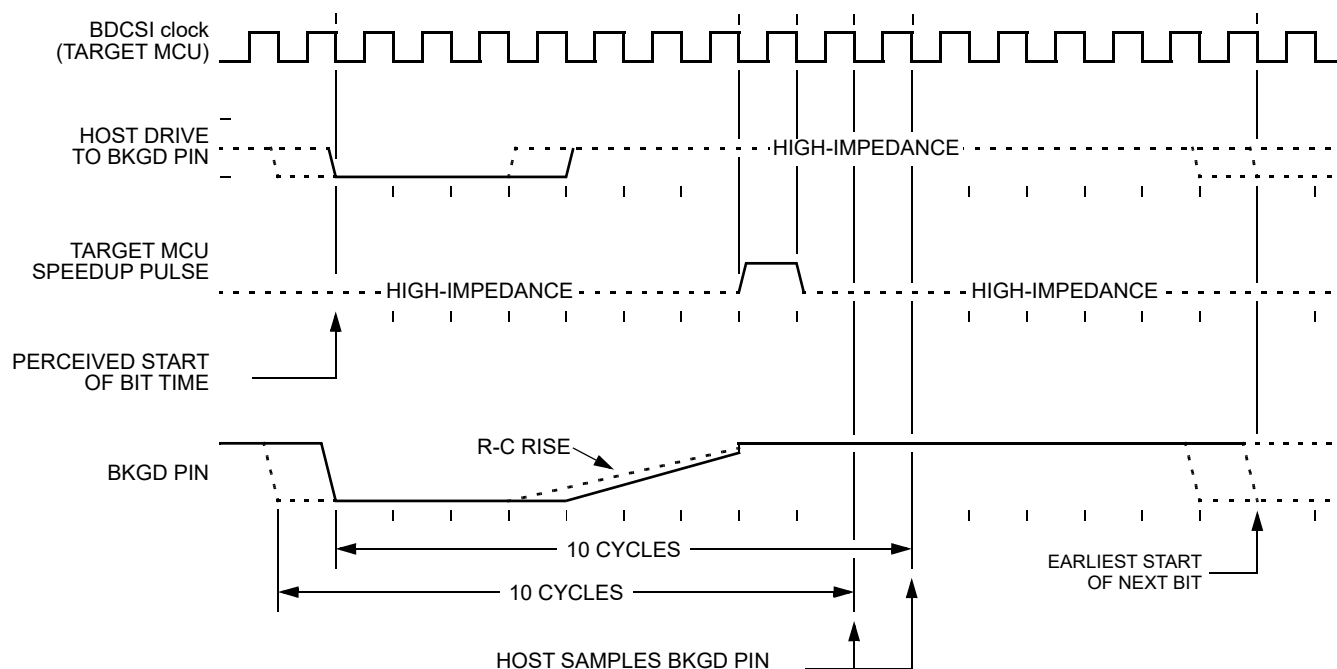 BDCSI clock
(TARGET MCU)
HOST DRIVE
TO BKGD PIN
HIGH-IMPEDANCE
TARGET MCU
SPEEDUP PULSE
HIGH-IMPEDANCE
HIGH-IMPEDANCE
PERCEIVED START
OF BIT TIME
R-C RISE
BKGD PIN
10 CYCLES
EARLIEST START
OF NEXT BIT
10 CYCLES
HOST SAMPLES BKGD PIN